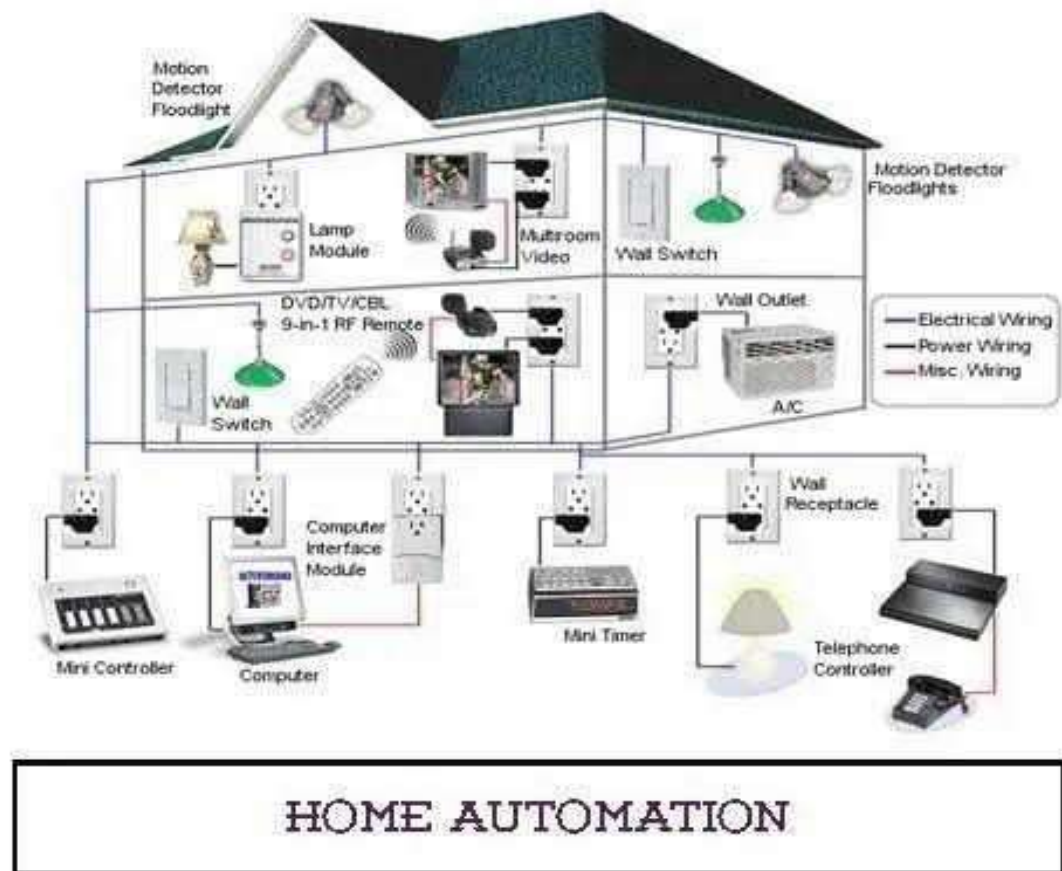 Motion
Detector
Floodlight
Motion Detector
Floodlights
Lamp
Module
Multiroom
Video
Wall Switch
DVD/TV/CBL
9-in-1 RF Remote
Wall Outlet
Electrical Wiring
Power Wiring
Misc. Wiring
Wall
Switch
A/C
Computer
Interface
Module
Wall
Receptacle
Mini Controller
Computer
Mini Timer
Telephone
Controller
HOME AUTOMATION